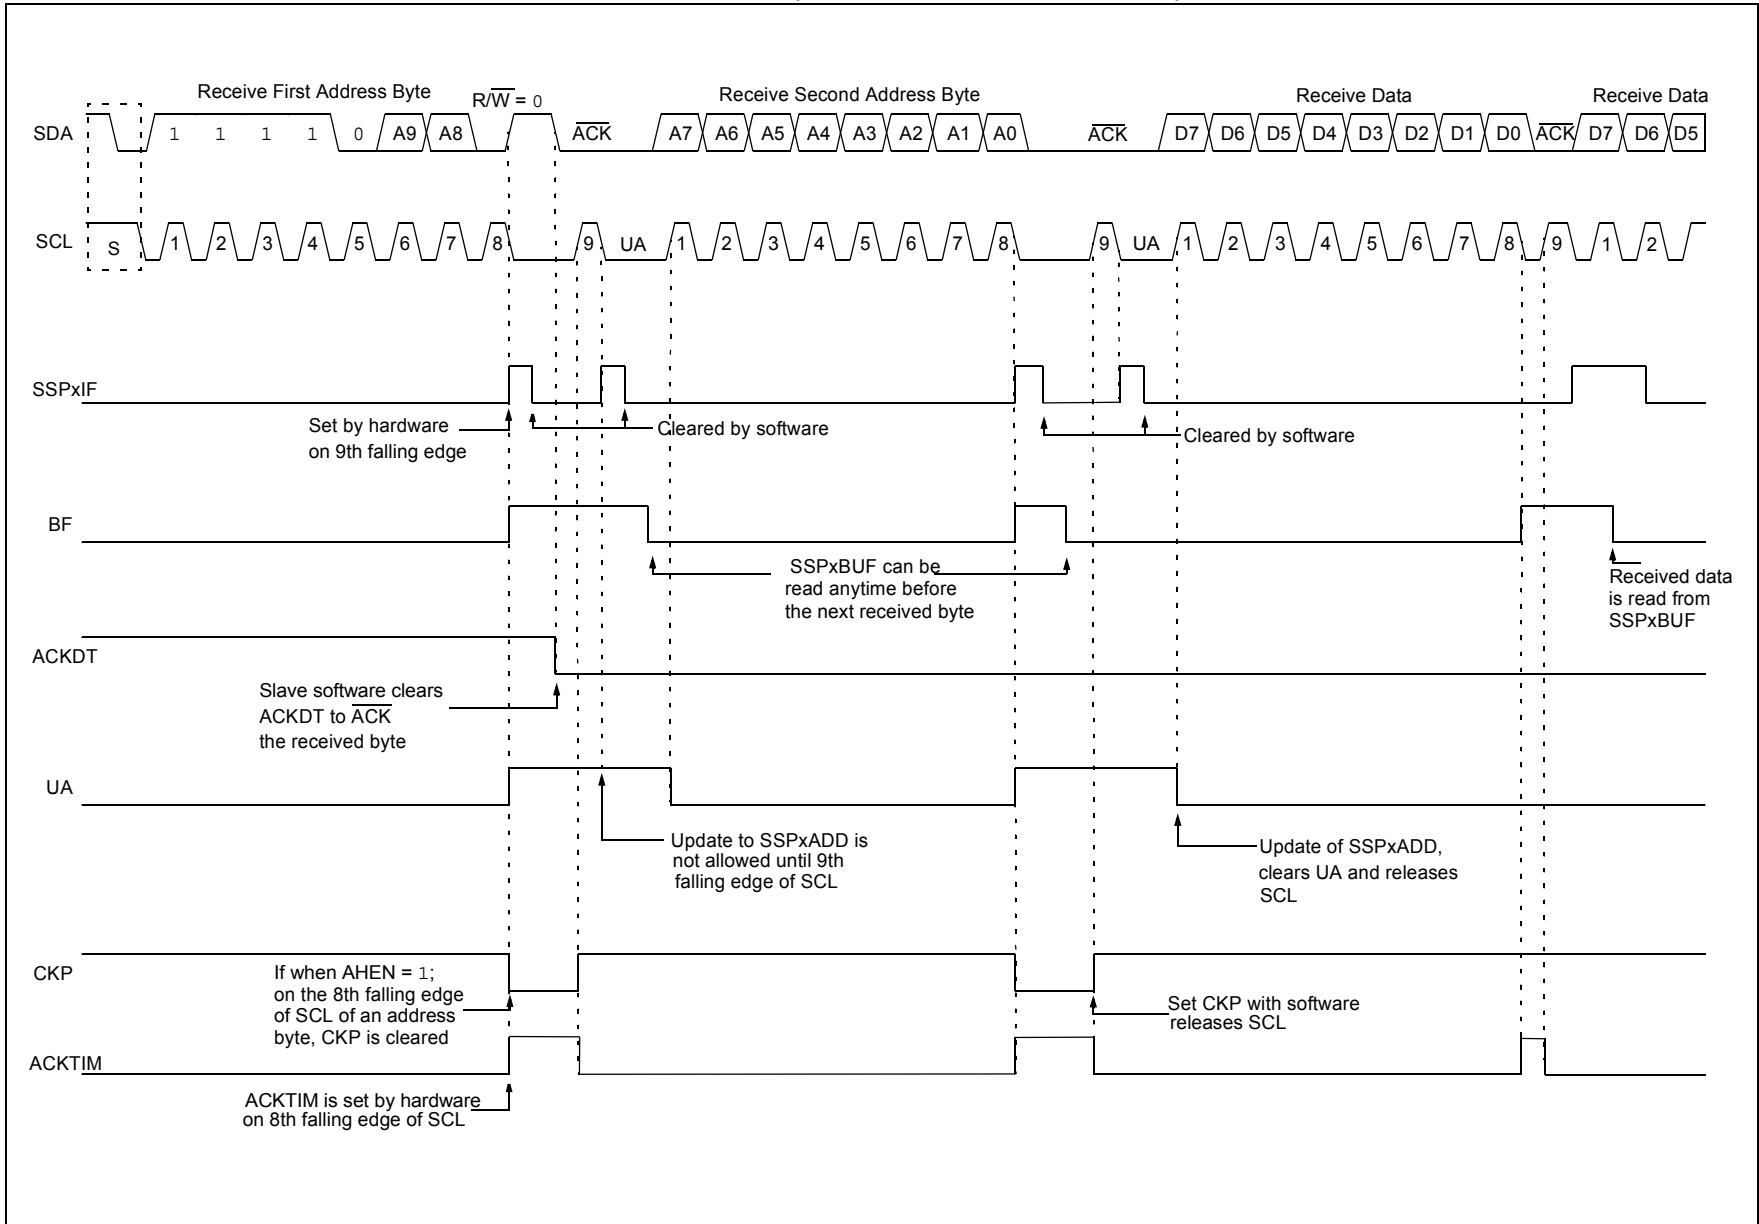 Receive First Address Byte
R/W = 0
Receive Second Address Byte
Receive Data
Receive Data
SDA
1 1 1 1 0 A9 A8 ACK A7 A6 A5 A4 A3 A2 A1 A0 ACK D7 D6 D5 D4 D3 D2 D1 D0 ACK D7 D6 D5
SCL
S 1 2 3 4 5 6 7 8 9 UA 1 2 3 4 5 6 7 8 9 UA 1 2 3 4 5 6 7 8 9 1 2
SSPxIF
Set by hardware
on 9th falling edge
Cleared by software
Cleared by software
BF
SSPxBUF can be
read anytime before
the next received byte
Received data
is read from
SSPxBUF
ACKDT
Slave software clears
ACKDT to ACK
the received byte
UA
Update to SSPxADD is
not allowed until 9th
falling edge of SCL
Update of SSPxADD,
clears UA and releases
SCL
CKP
If when AHEN = 1;
on the 8th falling edge
of SCL of an address
byte, CKP is cleared
Set CKP with software
releases SCL
ACKTIM
ACKTIM is set by hardware
on 8th falling edge of SCL